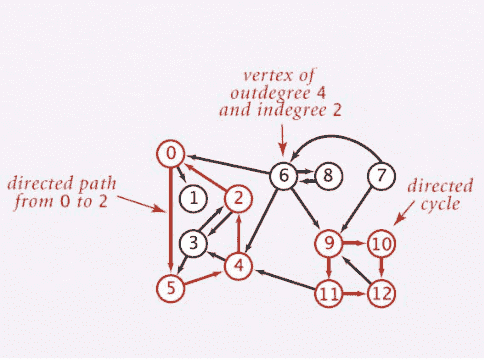 vertex of
outdegree 4
and indegree 2
0
6
8
7
directed path
from 0 to 2
1
2
directed
cycle
3
9
10
4
5
11
12